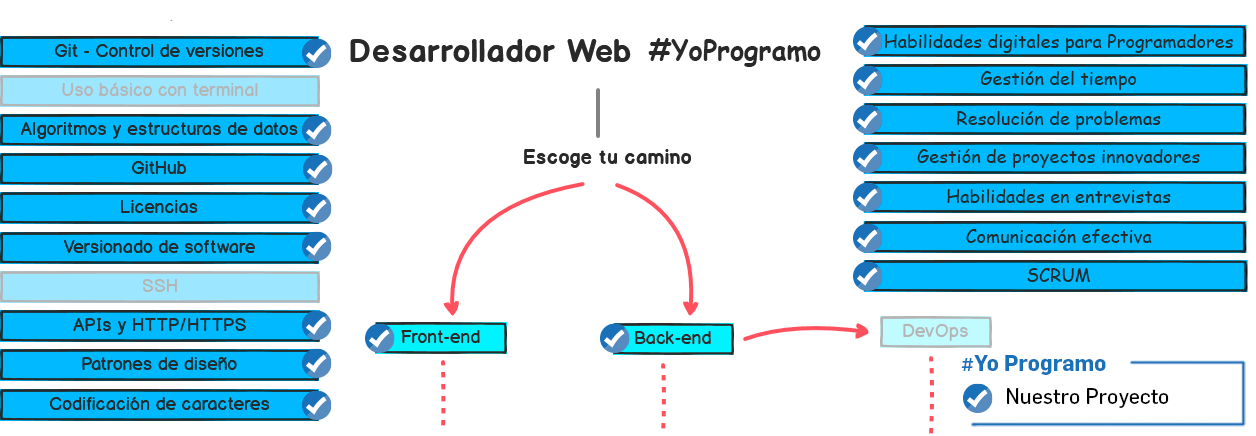 Desarrollador Web #YoProgramo
Git - Control de versiones
Uso básico con terminal
Algoritmos y estructuras de datos
GitHub
Licencias
Versionado de software
SSH
APIs y HTTP/HTTPS
Patrones de diseño
Codificación de caracteres
Escoge tu camino
Front-end
Back-end
DevOps
Habilidades digitales para Programadores
Gestión del tiempo
Resolución de problemas
Gestión de proyectos innovadores
Habilidades en entrevistas
Comunicación efectiva
SCRUM
#Yo Programo
Nuestro Proyecto